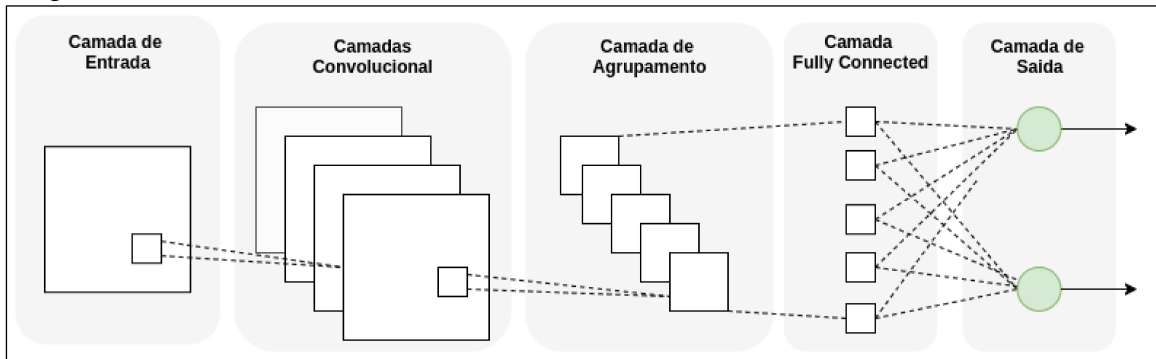 Camada de
Entrada
Camadas
Convolucional
Camada de
Agrupamento
Camada
Fully Connected
Camada de
Saida